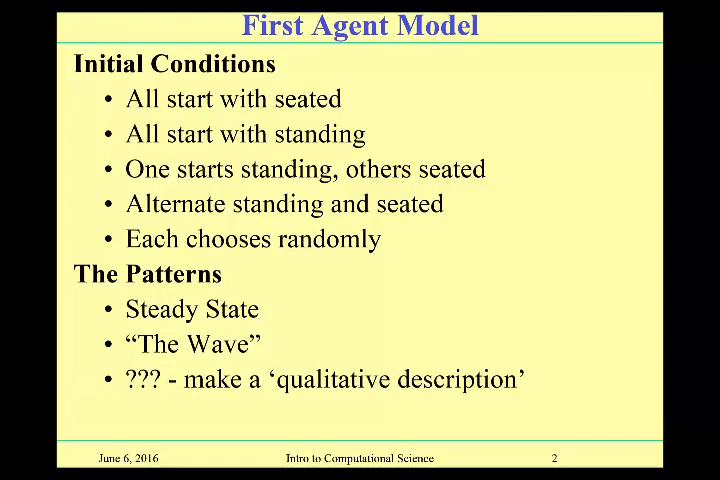 First Agent Model
Initial Conditions
• All start with seated
• All start with standing
• One starts standing, others seated
• Alternate standing and seated
• Each chooses randomly
The Patterns
• Steady State
• “The Wave”
• ??? - make a ‘qualitative description’
June 6, 2016
Intro to Computational Science
2